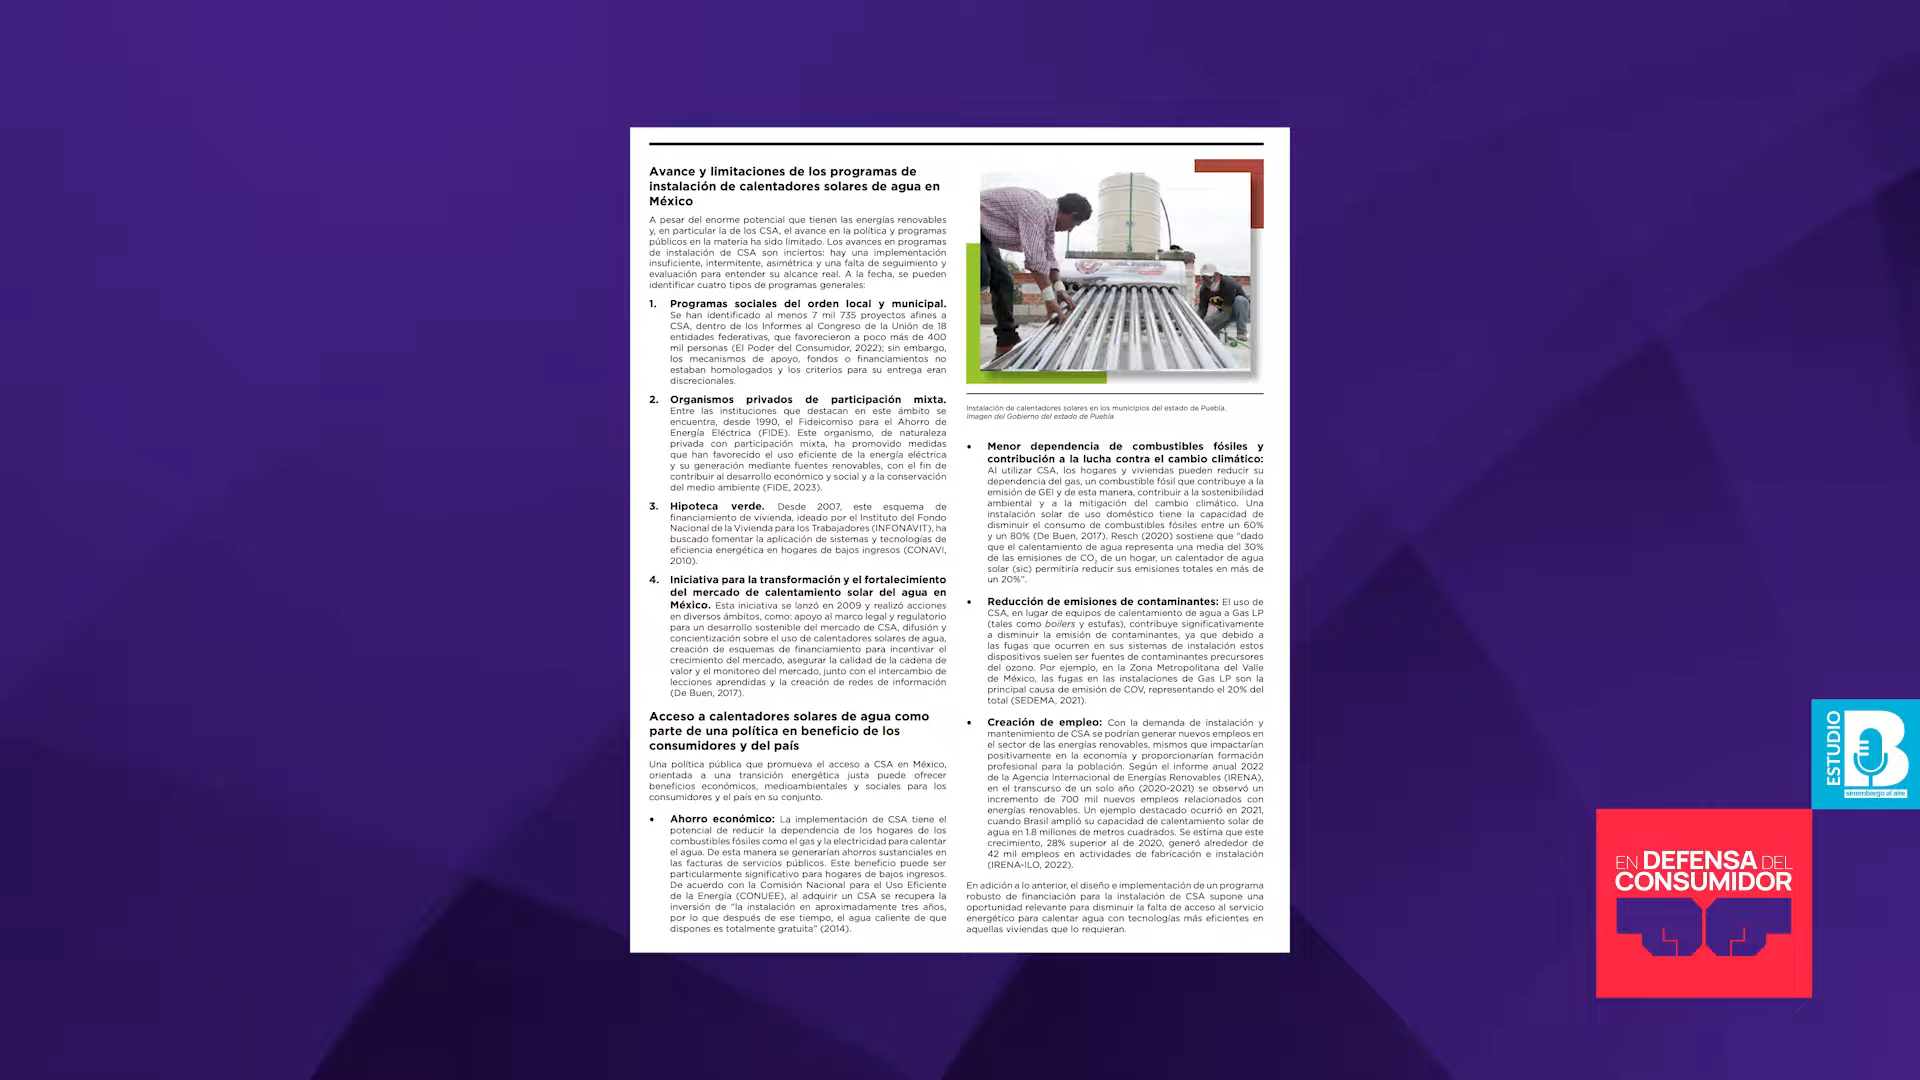 Avance y limitaciones de los programas de
instalación de calentadores solares de agua en
México
A pesar del enorme potencial que tienen las energías renovables
y, en particular la de los CSA, el avance en la política y programas
públicos en la materia ha sido limitado. Los avances en programas
de instalación de CSA son inciertos: hay una implementación
insuficiente, intermitente, asimétrica y una falta de seguimiento y
evaluación para entender su alcance real. A la fecha, se pueden
identificar cuatro tipos de programas generales:
1. Programas sociales del orden local y municipal.
Se han identificado al menos 7 mil 735 proyectos afines a
CSA, dentro de los Informes al Congreso de la Unión de 18
entidades federativas, que favorecieron a poco más de 400
mil personas (El Poder del Consumidor, 2022); sin embargo,
los mecanismos de apoyo, fondos o financiamientos no
estaban homologados y los criterios para su entrega eran
discrecionales.
2. Organismos privados de participación mixta.
Entre las instituciones que destacan en este ámbito se
encuentra, desde 1990, el Fideicomiso para el Ahorro de
Energía Eléctrica (FIDE). Este organismo, de naturaleza
privada con participación mixta, ha promovido medidas
que han favorecido el uso eficiente de la energía eléctrica
y su generación mediante fuentes renovables, con el fin de
contribuir al desarrollo económico y social y a la conservación
del medio ambiente (FIDE, 2023).
3. Hipoteca verde. Desde 2007, este esquema de
financiamiento de vivienda, ideado por el Instituto del Fondo
Nacional de la Vivienda para los Trabajadores (INFONAVIT), ha
buscado fomentar la aplicación de sistemas y tecnologías de
eficiencia energética en hogares de bajos ingresos (CONAVI,
2010).
4. Iniciativa para la transformación y el fortalecimiento
del mercado de calentamiento solar del agua en
México. Esta iniciativa se lanzó en 2009 y realizó acciones
en diversos ámbitos, como: apoyo al marco legal y regulatorio
para un desarrollo sostenible del mercado de CSA, difusión y
concientización sobre el uso de calentadores solares de agua,
creación de esquemas de financiamiento para incentivar el
crecimiento del mercado, asegurar la calidad de la cadena de
valor y el monitoreo del mercado, junto con el intercambio de
lecciones aprendidas y la creación de redes de información
(De Buen, 2017).
Acceso a calentadores solares de agua como
parte de una política en beneficio de los
consumidores y del país
Una política pública que promueva el acceso a CSA en México,
orientada a una transición energética justa puede ofrecer
beneficios económicos, medioambientales y sociales para los
consumidores y el país en su conjunto.
• Ahorro económico: La implementación de CSA tiene el
potencial de reducir la dependencia de los hogares de los
combustibles fósiles como el gas y la electricidad para calentar
el agua. De esta manera se generarían ahorros sustanciales en
las facturas de servicios públicos. Este beneficio puede ser
particularmente significativo para hogares de bajos ingresos.
De acuerdo con la Comisión Nacional para el Uso Eficiente
de la Energía (CONUEE), al adquirir un CSA se recupera la
inversión de “la instalación en aproximadamente tres años,
por lo que después de ese tiempo, el agua caliente de que
dispones es totalmente gratuita” (2014).
Instalación de calentadores solares en los municipios del estado de Puebla.
Imagen del Gobierno del estado de Puebla
• Menor dependencia de combustibles fósiles y
contribución a la lucha contra el cambio climático:
Al utilizar CSA, los hogares y viviendas pueden reducir su
dependencia del gas, un combustible fósil que contribuye a la
emisión de GEI y de esta manera, contribuir a la sostenibilidad
ambiental y a la mitigación del cambio climático. Una
instalación solar de uso doméstico tiene la capacidad de
disminuir el consumo de combustibles fósiles entre un 60%
y un 80% (De Buen, 2017). Resch (2020) sostiene que “dado
que el calentamiento de agua representa una media del 30%
de las emisiones de CO₂ de un hogar, un calentador de agua
solar (sic) permitiría reducir sus emisiones totales en más de
un 20%”.
• Reducción de emisiones de contaminantes: El uso de
CSA, en lugar de equipos de calentamiento de agua a Gas LP
(tales como boilers y estufas), contribuye significativamente
a disminuir la emisión de contaminantes, ya que debido a
las fugas que ocurren en sus sistemas de instalación estos
dispositivos suelen ser fuentes de contaminantes precursores
del ozono. Por ejemplo, en la Zona Metropolitana del Valle
de México, las fugas en las instalaciones de Gas LP son la
principal causa de emisión de COV, representando el 20% del
total (SEDEMA, 2021).
• Creación de empleo: Con la demanda de instalación y
mantenimiento de CSA se podrían generar nuevos empleos en
el sector de las energías renovables, mismos que impactarían
positivamente en la economía y proporcionarían formación
profesional para la población. Según el informe anual 2022
de la Agencia Internacional de Energías Renovables (IRENA),
en el transcurso de un solo año (2020-2021) se observó un
incremento de 700 mil nuevos empleos relacionados con
energías renovables. Un ejemplo destacado ocurrió en 2021,
cuando Brasil amplió su capacidad de calentamiento solar de
agua en 1.8 millones de metros cuadrados. Se estima que este
crecimiento, 28% superior al de 2020, generó alrededor de
42 mil empleos en actividades de fabricación e instalación
(IRENA-ILO, 2022).
En adición a lo anterior, el diseño e implementación de un programa
robusto de financiación para la instalación de CSA supone una
oportunidad relevante para disminuir la falta de acceso al servicio
energético para calentar agua con tecnologías más eficientes en
aquellas viviendas que lo requieran.
ESTUDIO
B
sinembargo al aire
EN DEFENSA DEL
CONSUMIDOR